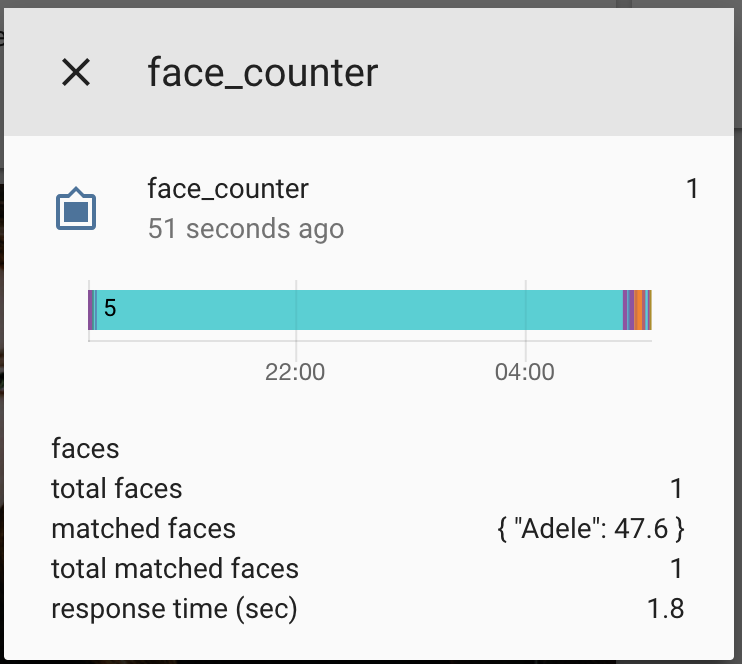 face_counter
face_counter 1
51 seconds ago
5
22:00 04:00
faces
total faces 1
matched faces { "Adele": 47.6 }
total matched faces 1
response time (sec) 1.8